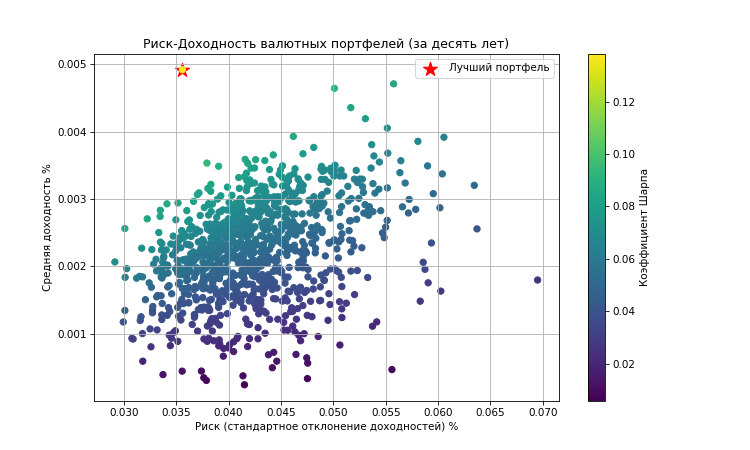 Риск-Доходность валютных портфелей (за десять лет)
Лучший портфель
0.005
0.004
0.003
0.002
0.001
Средняя доходность %
0.030 0.035 0.040 0.045 0.050 0.055 0.060 0.065 0.070
Риск (стандартное отклонение доходностей) %
0.12
0.10
0.08
0.06
0.04
0.02
Коэффициент Шарпа